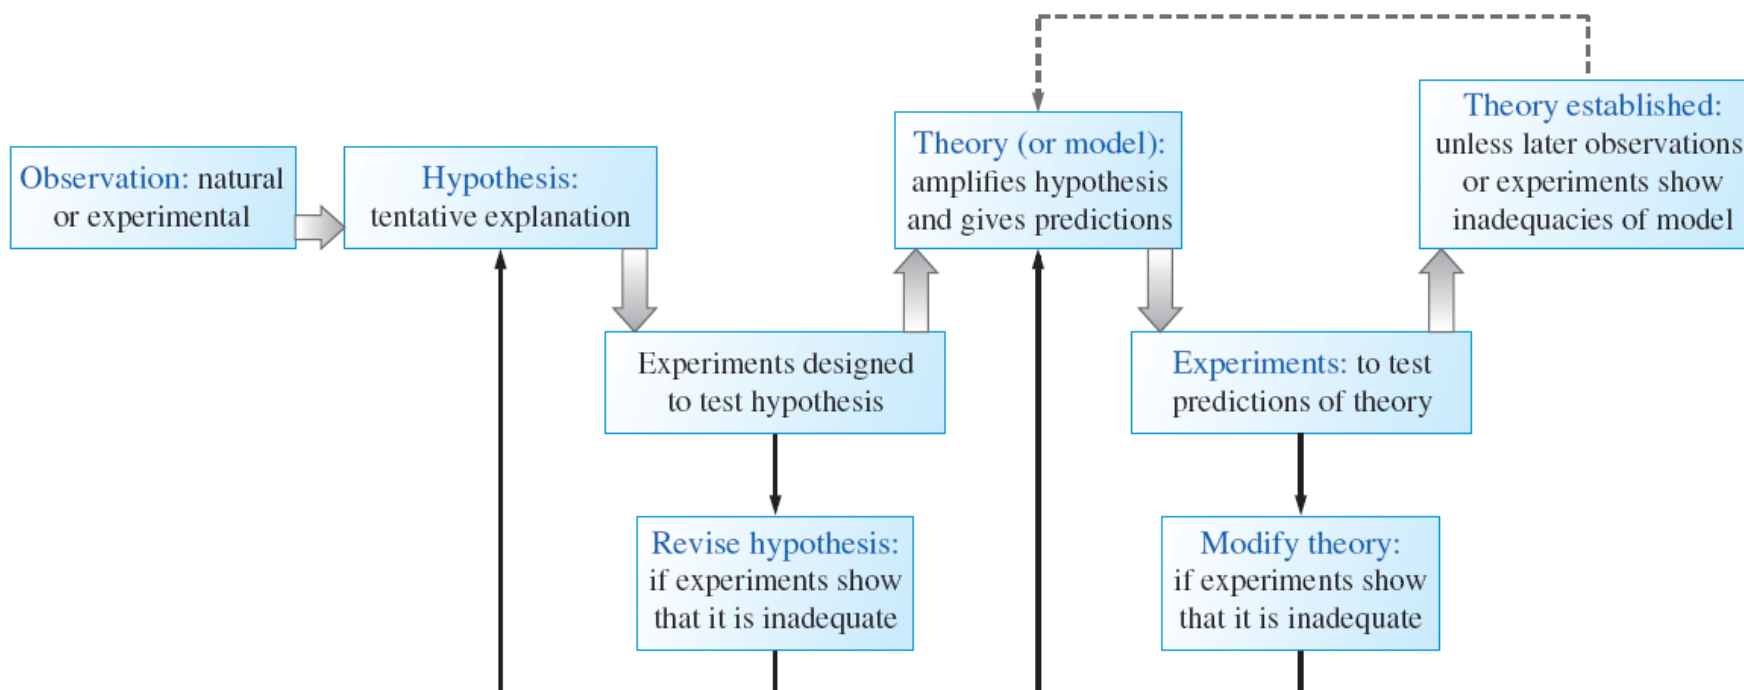 Observation: natural
or experimental
Hypothesis:
tentative explanation
Experiments designed
to test hypothesis
Revise hypothesis:
if experiments show
that it is inadequate
Theory (or model):
amplifies hypothesis
and gives predictions
Experiments: to test
predictions of theory
Modify theory:
if experiments show
that it is inadequate
Theory established:
unless later observations
or experiments show
inadequacies of model